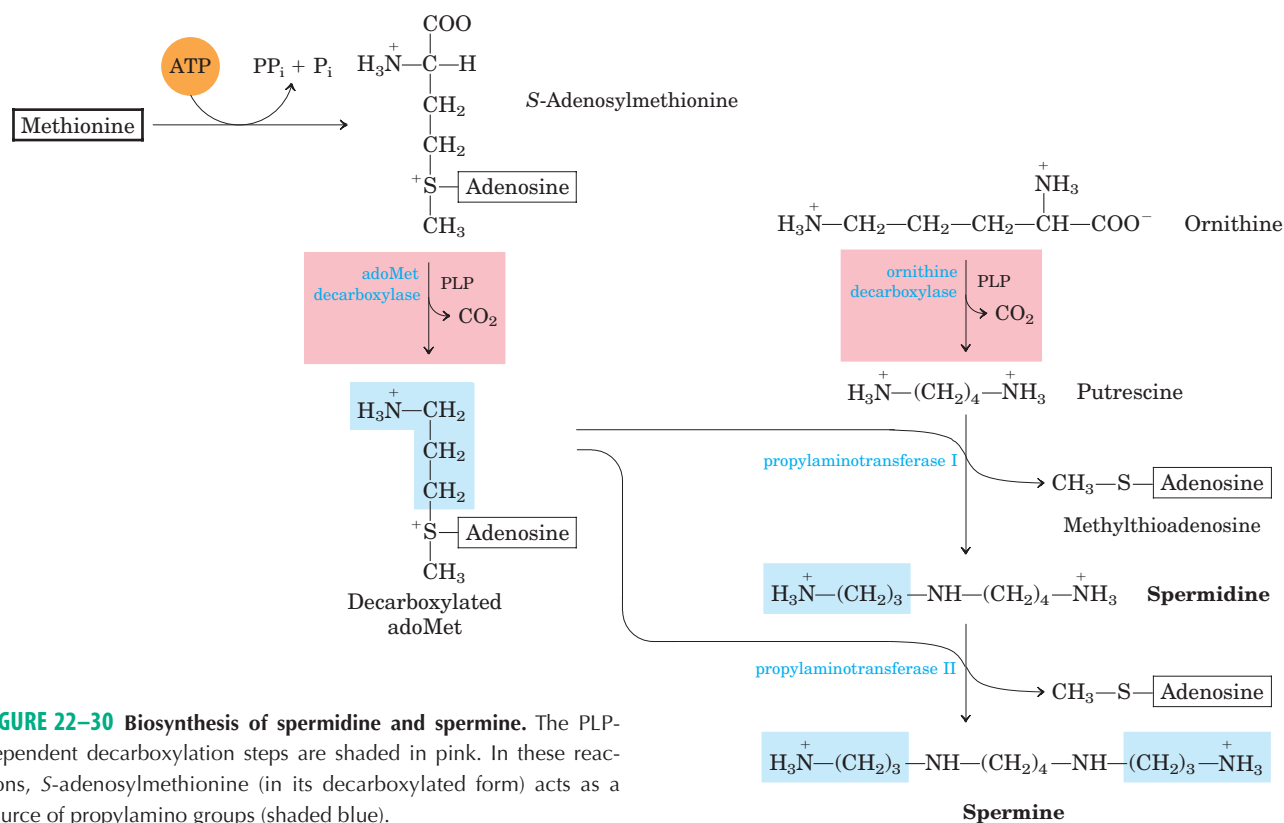 COO
H₃N⁺—C—H
CH₂
CH₂
⁺S—Adenosine
CH₃
S-Adenosylmethionine
ATP
PPᵢ + Pᵢ
Methionine
⁺NH₃
H₃N⁺—CH₂—CH₂—CH₂—CH—COO⁻ Ornithine
adoMet
decarboxylase
PLP
CO₂
ornithine
decarboxylase
PLP
CO₂
H₃N⁺—CH₂
CH₂
CH₂
⁺S—Adenosine
CH₃
Decarboxylated
adoMet
H₃N⁺—(CH₂)₄—N⁺H₃ Putrescine
propylaminotransferase I
CH₃—S—Adenosine
Methylthioadenosine
H₃N⁺—(CH₂)₃—NH—(CH₂)₄—N⁺H₃ Spermidine
propylaminotransferase II
CH₃—S—Adenosine
H₃N⁺—(CH₂)₃—NH—(CH₂)₄—NH—(CH₂)₃—N⁺H₃
Spermine
GURE 22–30 Biosynthesis of spermidine and spermine. The PLP-
ependent decarboxylation steps are shaded in pink. In these reac-
ons, S-adenosylmethionine (in its decarboxylated form) acts as a
ource of propylamino groups (shaded blue).